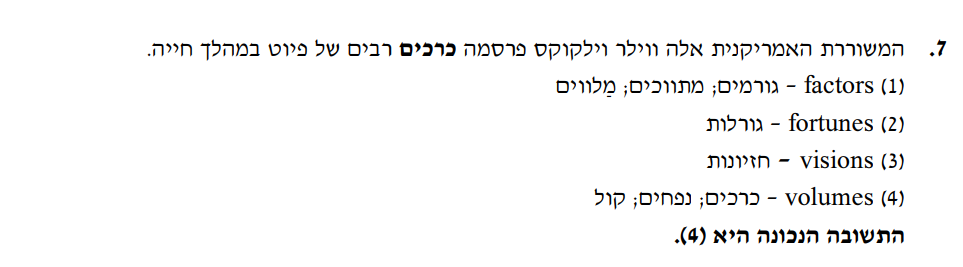 7. המשוררת האמריקנית אלה ווילר וילקוקס פרסמה כרכים רבים של פיוט במהלך חייה.
(1) factors – גורמים; מתווכים; מַלווים
(2) fortunes – גורלות
(3) visions – חזיונות
(4) volumes – כרכים; נפחים; קול
התשובה הנכונה היא (4).